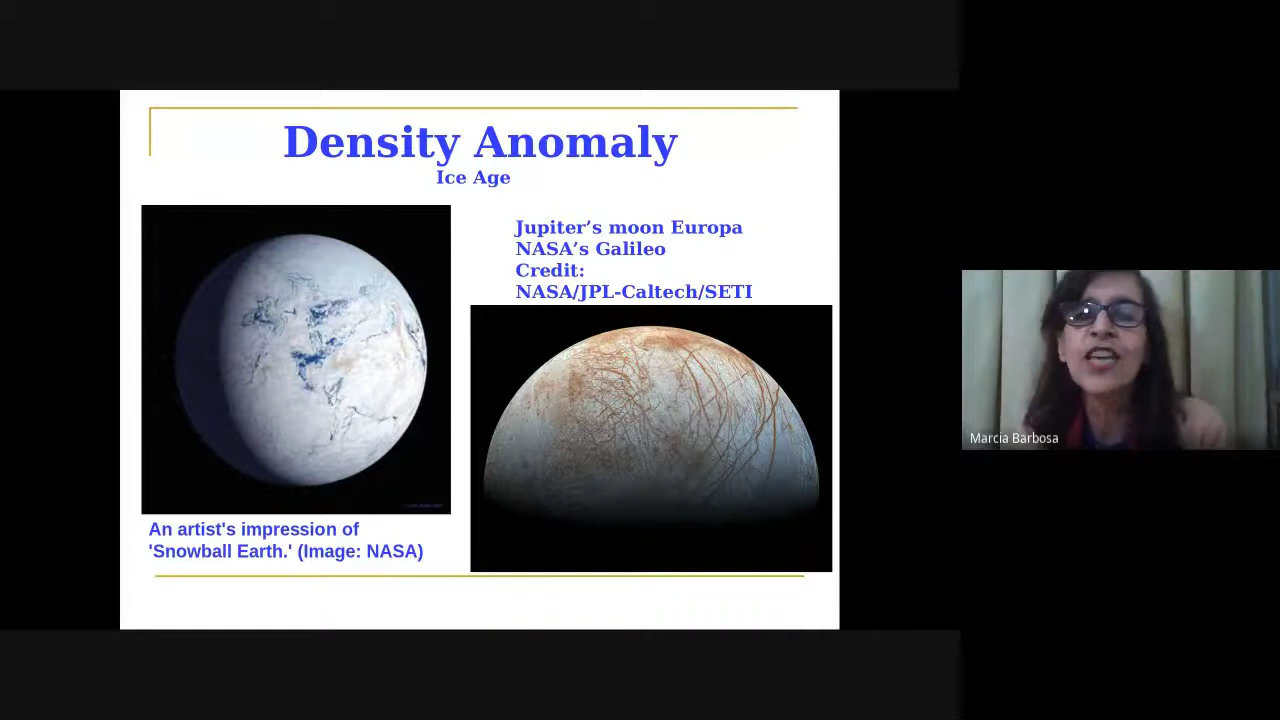 Density Anomaly
Ice Age
Jupiter’s moon Europa
NASA’s Galileo
Credit:
NASA/JPL-Caltech/SETI
An artist's impression of
'Snowball Earth.' (Image: NASA)
Marcia Barbosa